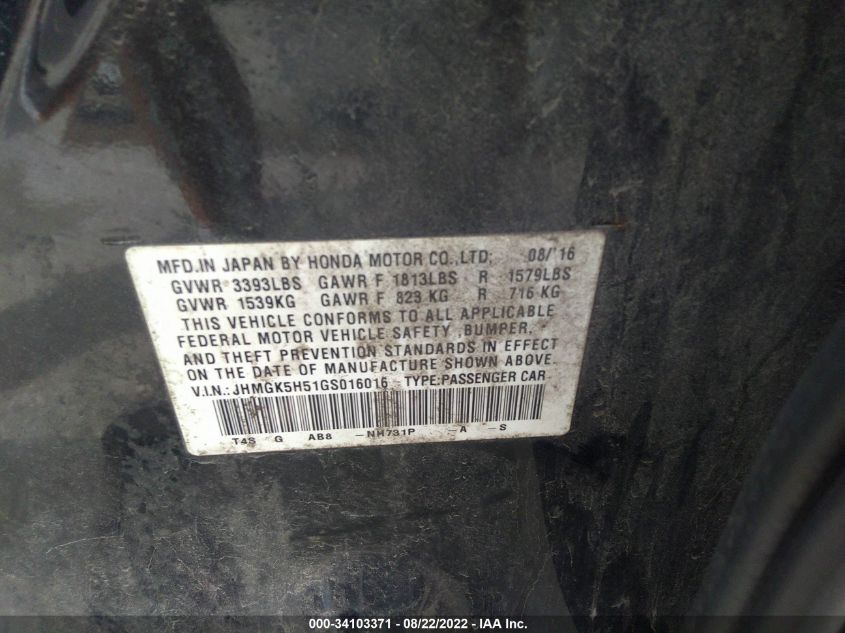 MFD.IN JAPAN BY HONDA MOTOR CO.,LTD; 08/'16
GVWR 3393LBS GAWR F 1813LBS R 1579LBS
GVWR 1539KG GAWR F 823 KG R 716 KG
THIS VEHICLE CONFORMS TO ALL APPLICABLE
FEDERAL MOTOR VEHICLE SAFETY ,BUMPER,
AND THEFT PREVENTION STANDARDS IN EFFECT
ON THE DATE OF MANUFACTURE SHOWN ABOVE.
V.I.N.: JHMGK5H51GS016016 TYPE:PASSENGER CAR
T4S G AB8 -NH731P -A -S
000-34103371 - 08/22/2022 - IAA Inc.